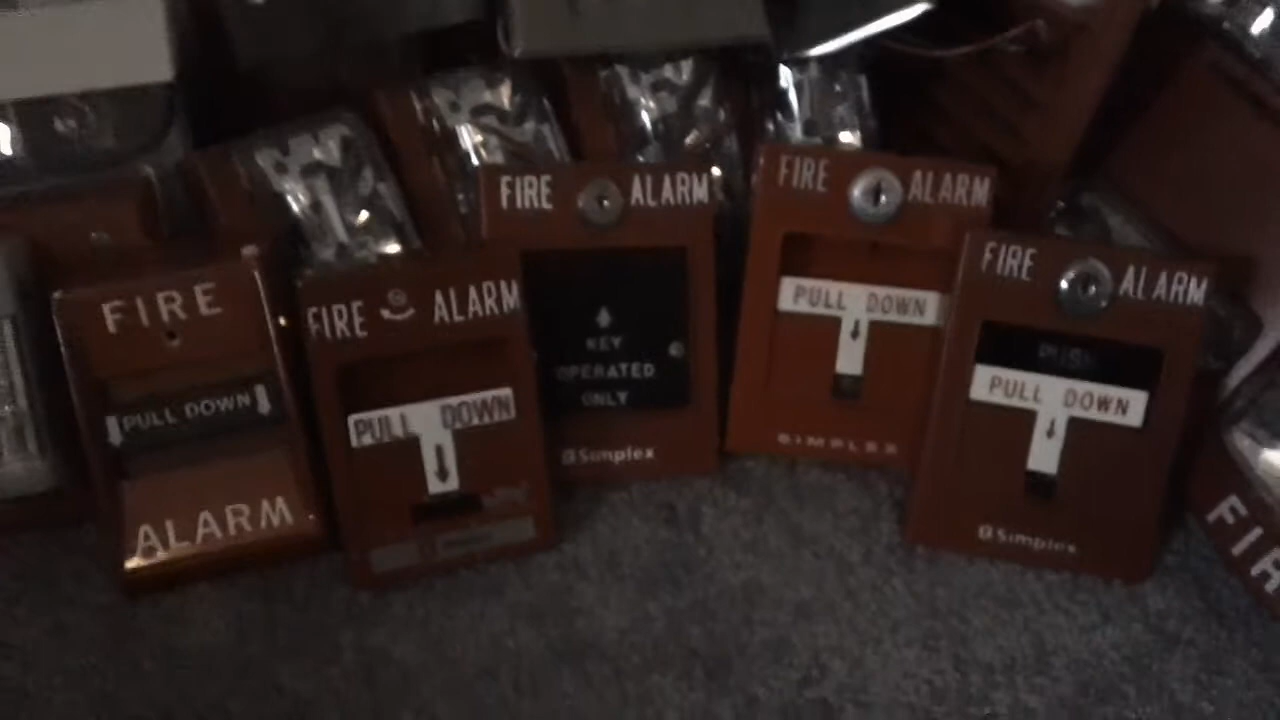 FIRE
PULL DOWN
ALARM
FIRE ALARM
PULL DOWN
FIRE ALARM
KEY
OPERATED
ONLY
Simplex
FIRE ALARM
PULL DOWN
SIMPLEX
FIRE ALARM
PUSH
PULL DOWN
Simplex